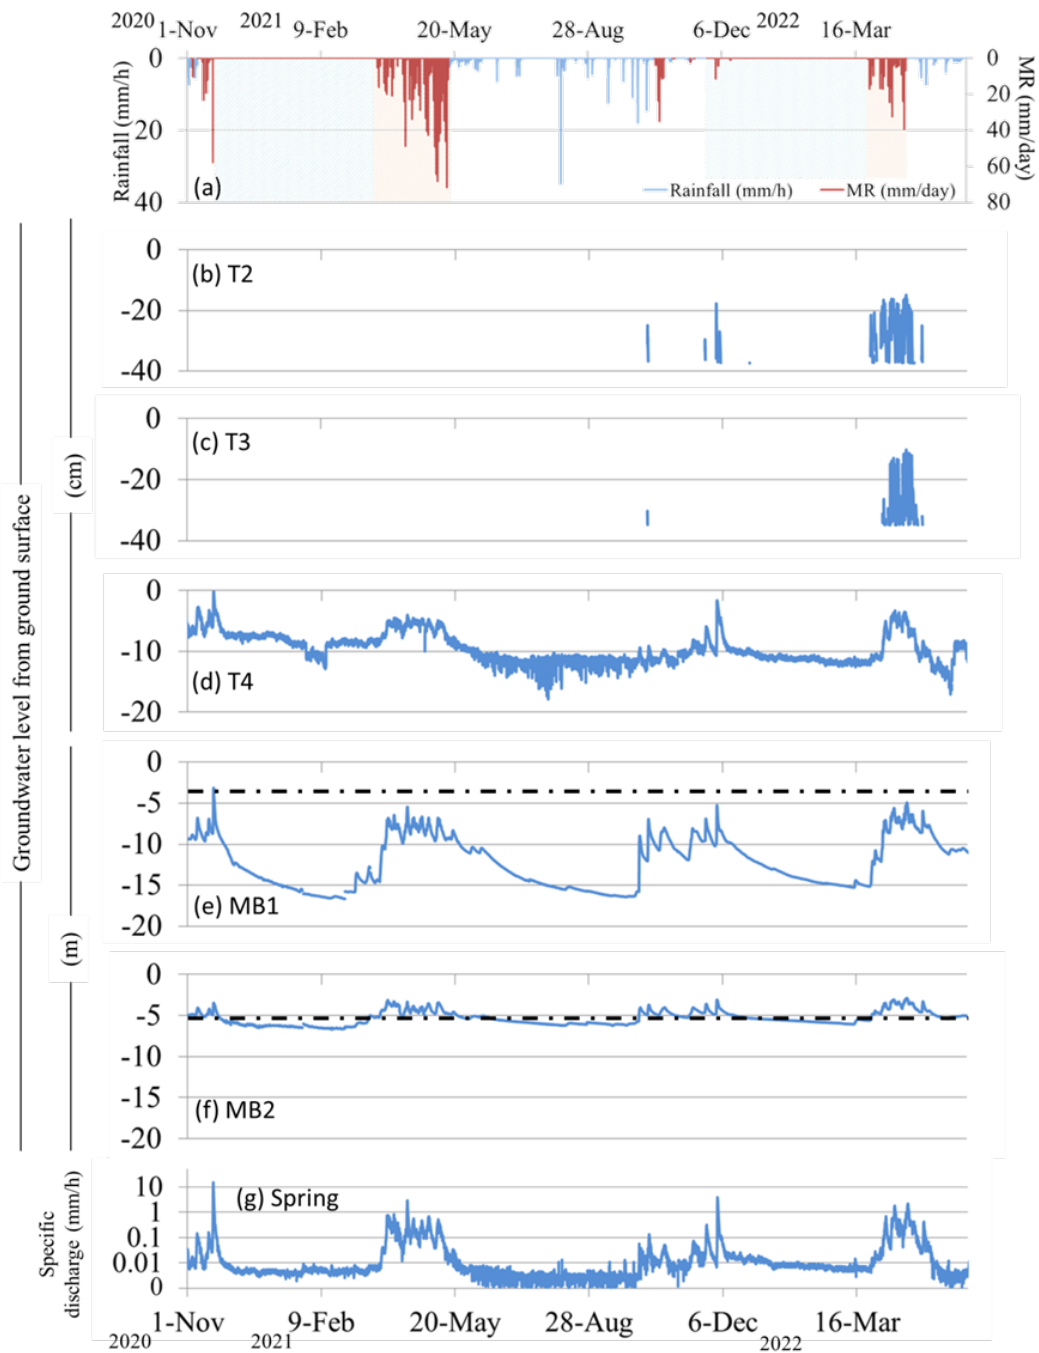 2020 1-Nov 2021 9-Feb 20-May 28-Aug 6-Dec 2022 16-Mar
Rainfall (mm/h)
0
20
40
(a)
Rainfall (mm/h) MR (mm/day)
0
20
40
60
80
MR (mm/day)
Groundwater level from ground surface
(cm)
0
-20
-40
(b) T2
0
-20
-40
(c) T3
0
-10
-20
(d) T4
(m)
0
-5
-10
-15
-20
(e) MB1
0
-5
-10
-15
-20
(f) MB2
Specific
discharge (mm/h)
10
1
0.1
0.01
0
(g) Spring
1-Nov 9-Feb 20-May 28-Aug 6-Dec 16-Mar
2020 2021 2022